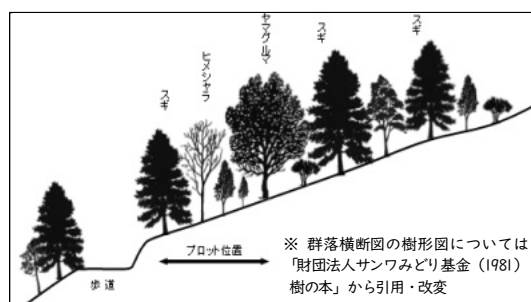 スギ
ヒメシャラ
ヤマグルマ
スギ
スギ
プロット位置
歩道
※ 群落横断図の樹形図については
「財団法人サンワみどり基金（1981）
樹の本」から引用・改変